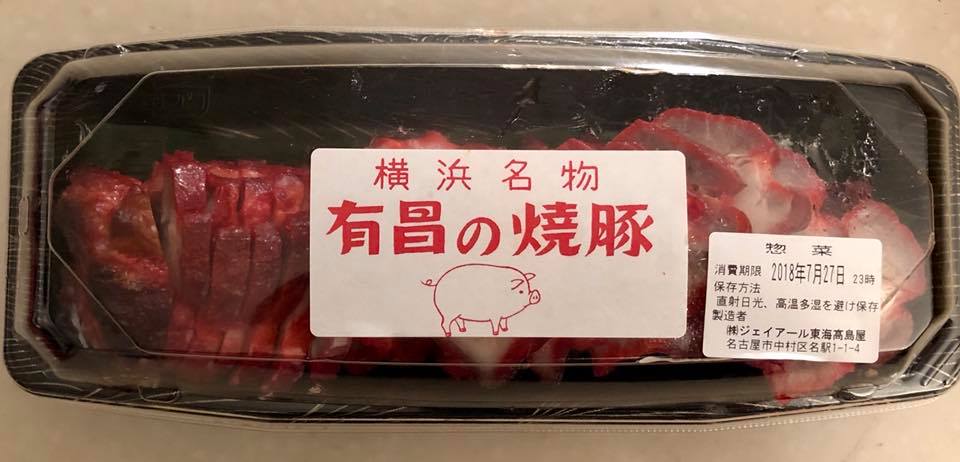 横浜名物
有昌の焼豚
惣菜
消費期限 2018年7月27日 23時
保存方法
直射日光、高温多湿を避け保存
製造者
㈱ジェイアール東海髙島屋
名古屋市中村区名駅1-1-4